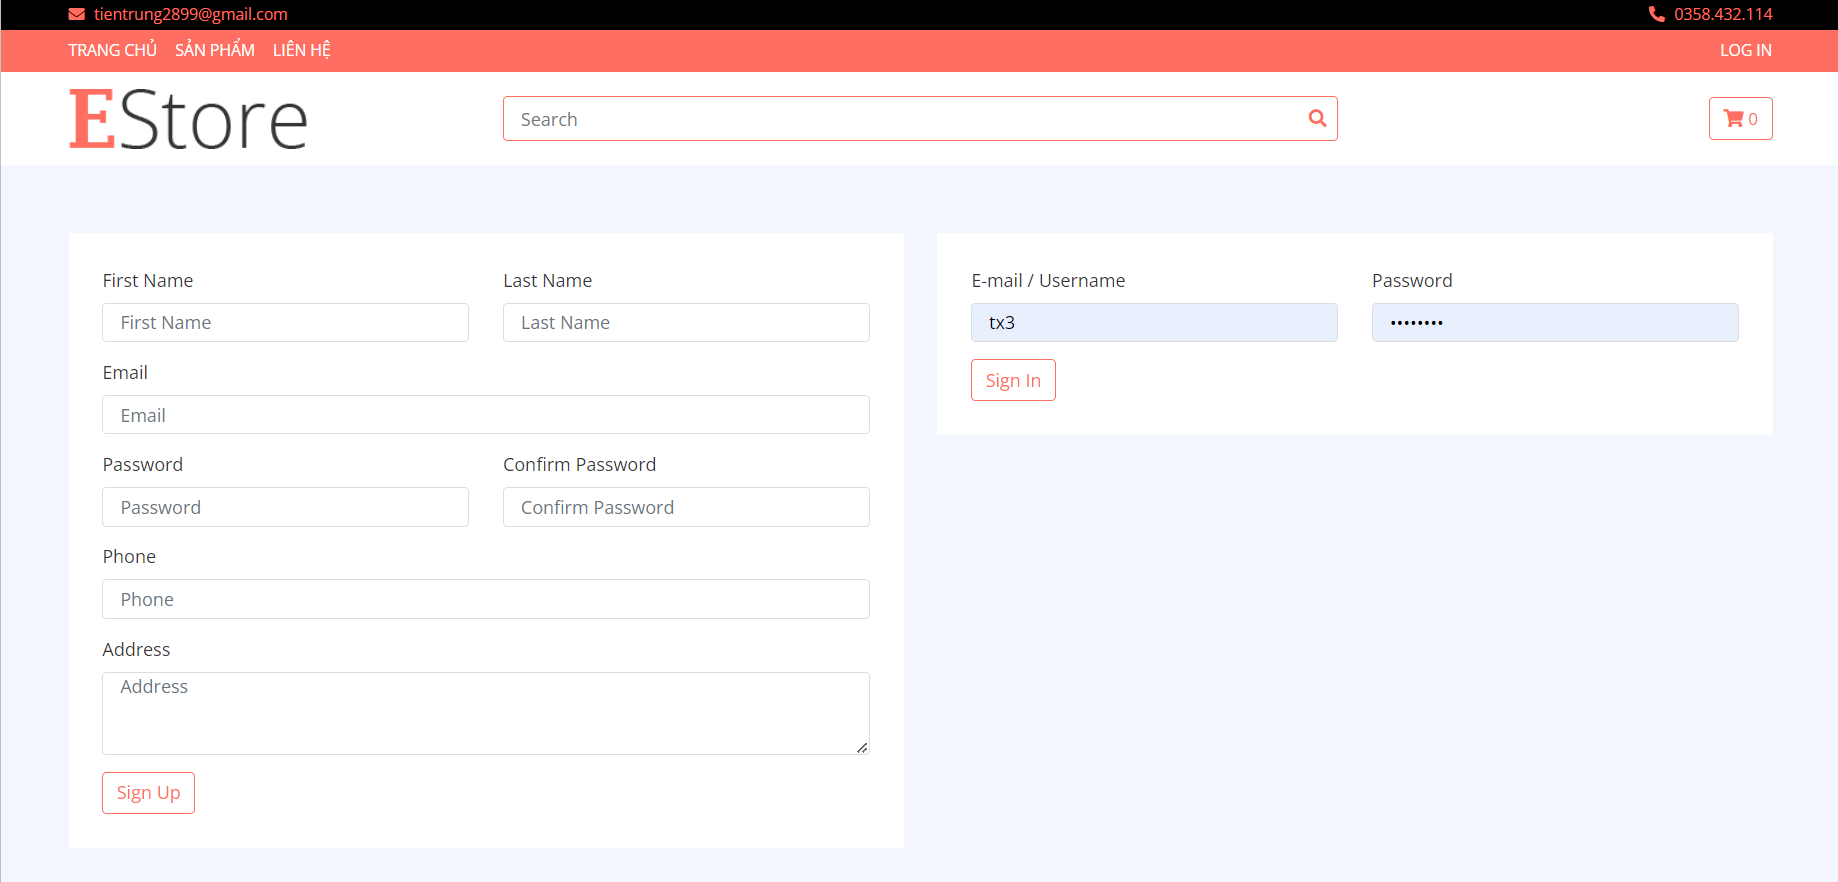 tientrung2899@gmail.com 0358.432.114
TRANG CHỦ SẢN PHẨM LIÊN HỆ LOG IN
EStore Search 0
First Name Last Name
First Name Last Name
Email
Email
Password Confirm Password
Password Confirm Password
Phone
Phone
Address
Address
Sign Up
E-mail / Username Password
tx3 ••••••••
Sign In